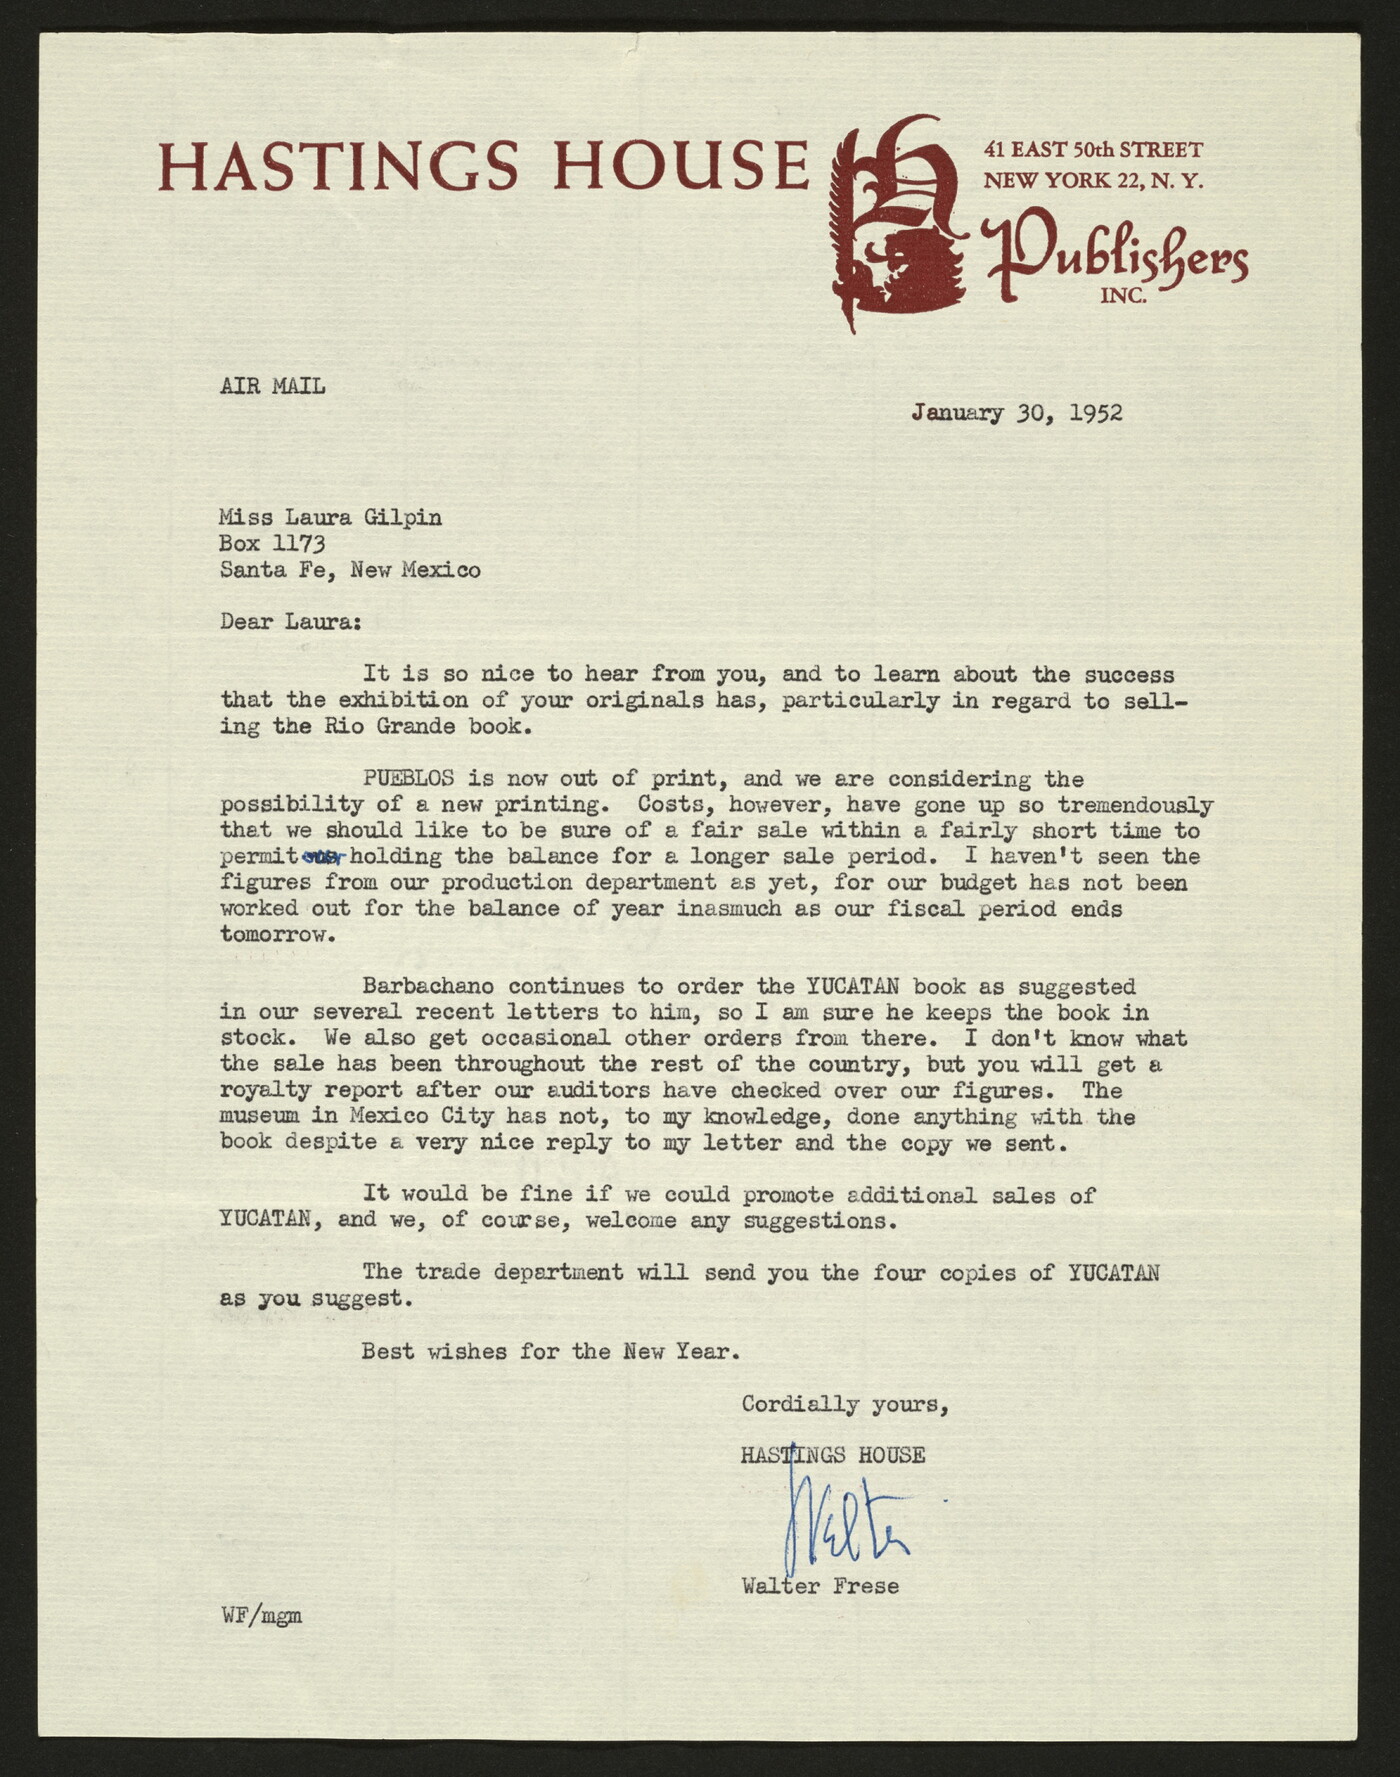 HASTINGS HOUSE
41 EAST 50th STREET
NEW YORK 22, N. Y.
Publishers
INC.
AIR MAIL
January 30, 1952
Miss Laura Gilpin
Box 1173
Santa Fe, New Mexico
Dear Laura:
It is so nice to hear from you, and to learn about the success
that the exhibition of your originals has, particularly in regard to sell-
ing the Rio Grande book.
PUEBLOS is now out of print, and we are considering the
possibility of a new printing. Costs, however, have gone up so tremendously
that we should like to be sure of a fair sale within a fairly short time to
permit holding the balance for a longer sale period. I haven't seen the
figures from our production department as yet, for our budget has not been
worked out for the balance of year inasmuch as our fiscal period ends
tomorrow.
Barbachano continues to order the YUCATAN book as suggested
in our several recent letters to him, so I am sure he keeps the book in
stock. We also get occasional other orders from there. I don't know what
the sale has been throughout the rest of the country, but you will get a
royalty report after our auditors have checked over our figures. The
museum in Mexico City has not, to my knowledge, done anything with the
book despite a very nice reply to my letter and the copy we sent.
It would be fine if we could promote additional sales of
YUCATAN, and we, of course, welcome any suggestions.
The trade department will send you the four copies of YUCATAN
as you suggest.
Best wishes for the New Year.
Cordially yours,
HASTINGS HOUSE
Walter
Walter Frese
WF/mgm